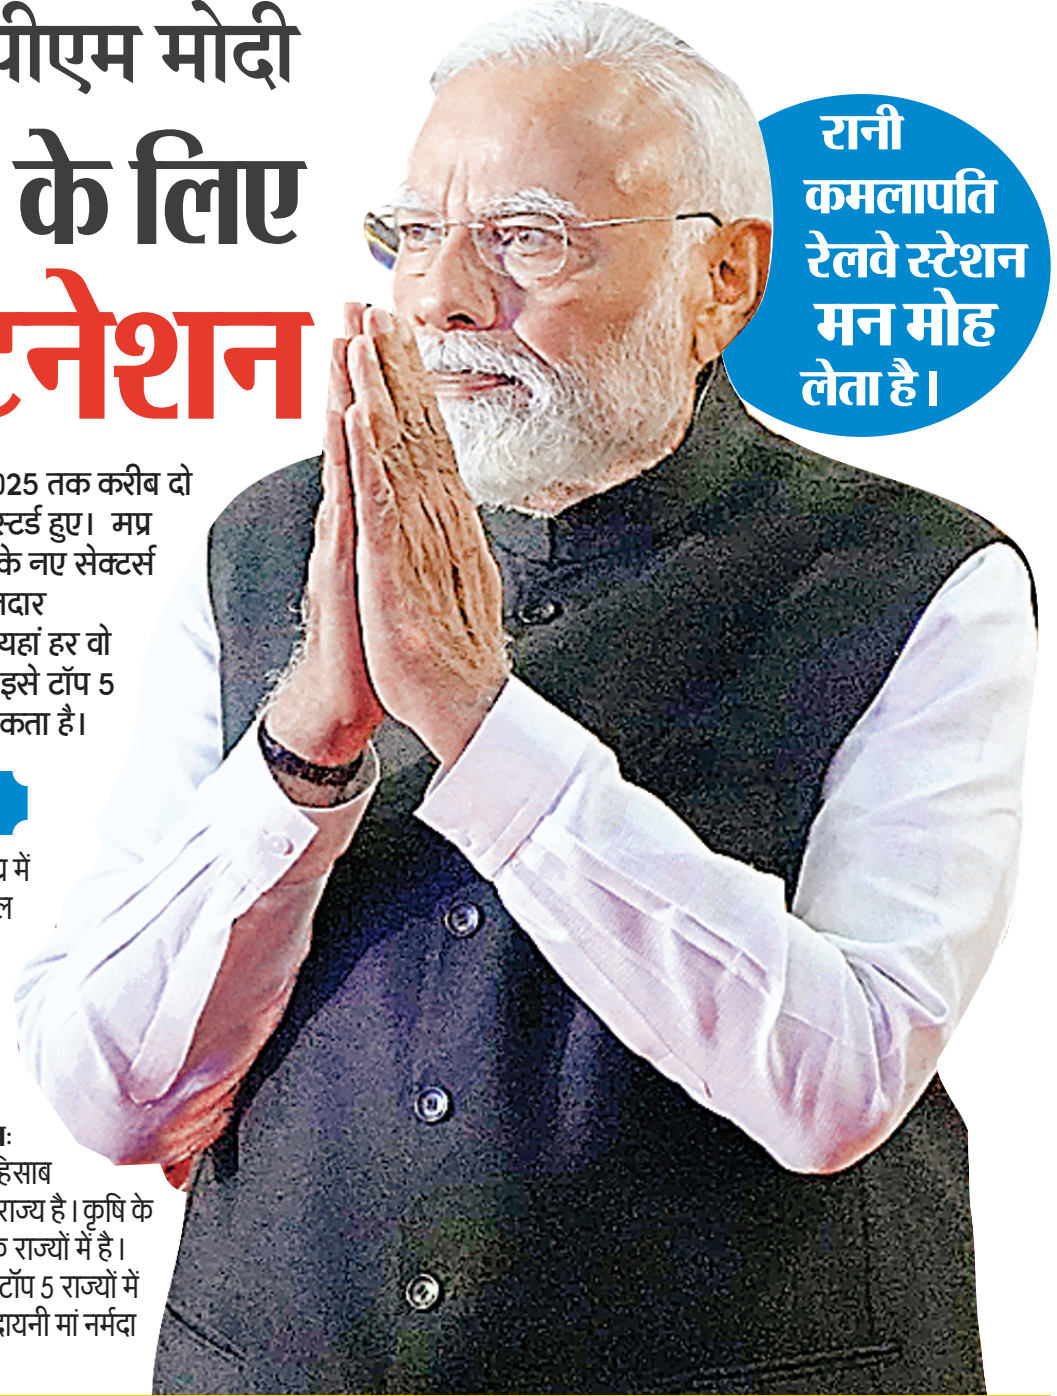 पीएम मोदी
के लिए
टनेशन
रानी
कमलापति
रेलवे स्टेशन
मन मोह
लेता है।
025 तक करीब दो
स्टर्ड हुए। मप्र
के नए सेक्टर्स
दार
यहां हर वो
इसे टॉप 5
कता है।
में
ल
हिसाब
राज्य है। कृषि के
राज्यों में है।
टॉप 5 राज्यों में
दायनी मां नर्मदा